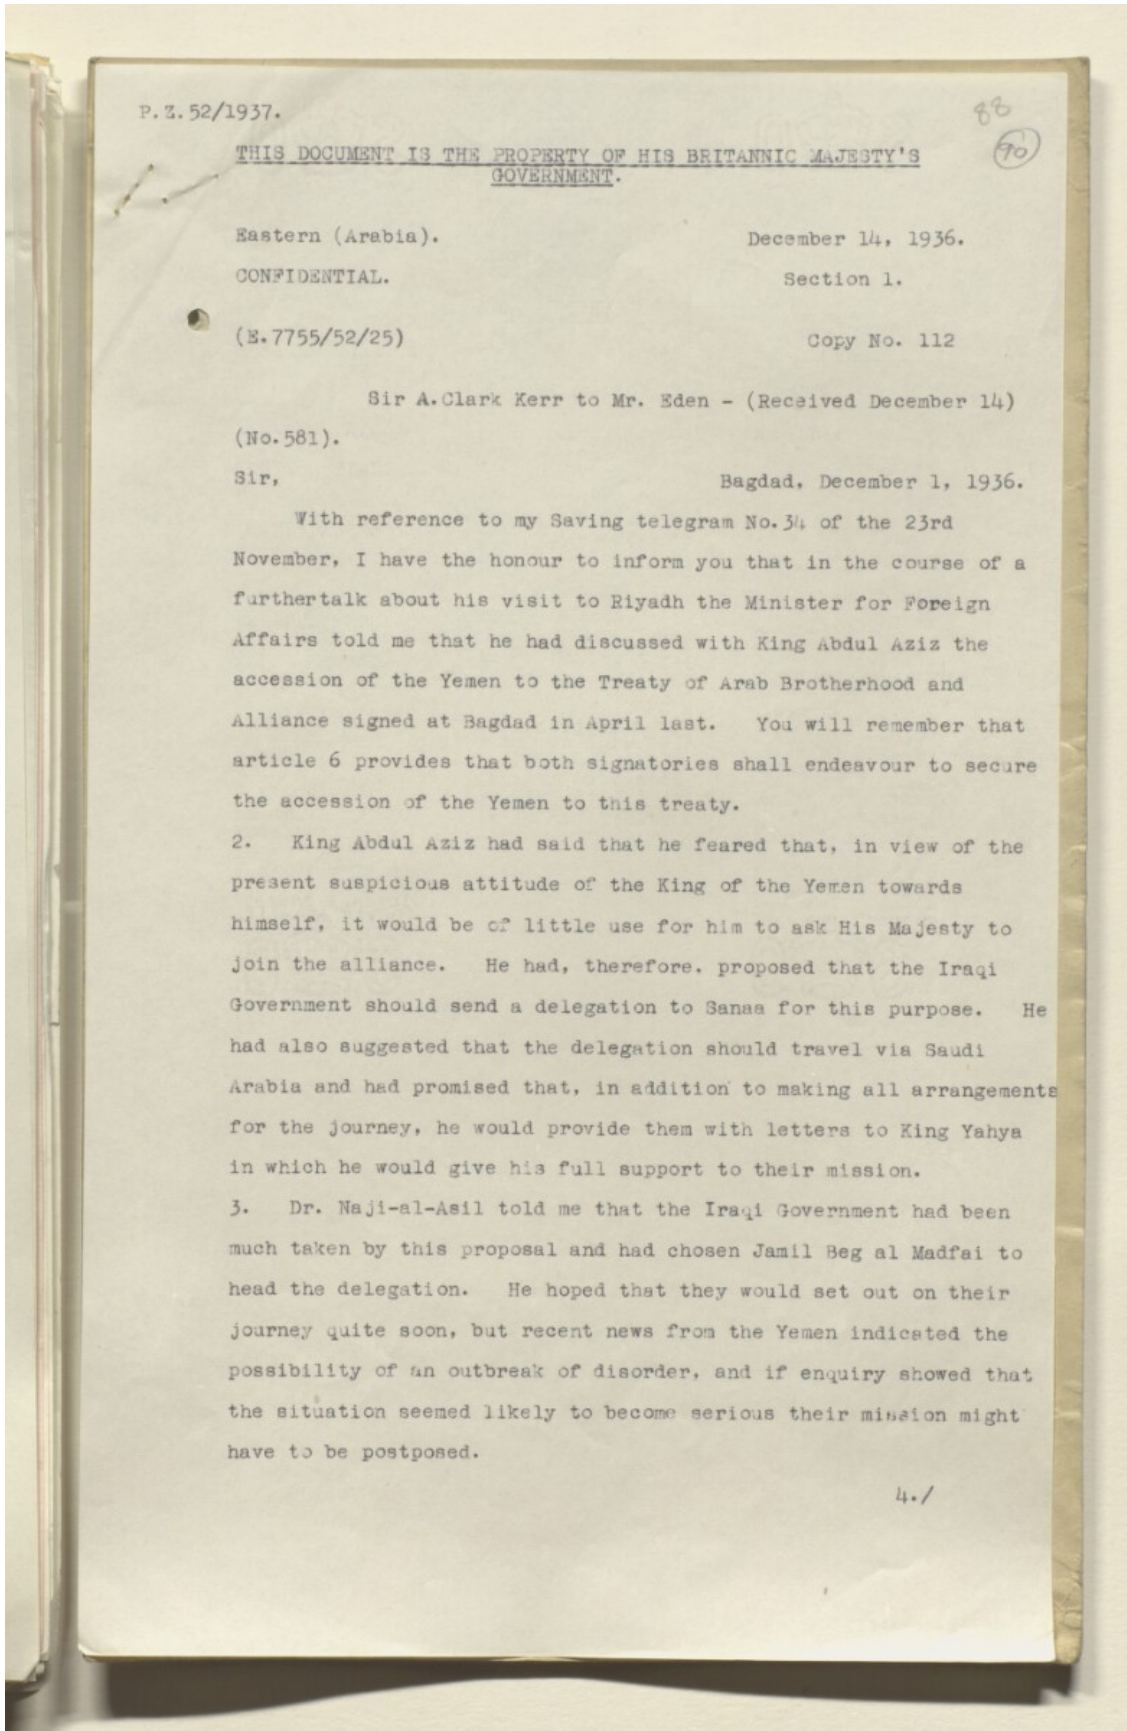 P.Z.52/1937.
88
90
THIS DOCUMENT IS THE PROPERTY OF HIS BRITANNIC MAJESTY'S
GOVERNMENT.
Eastern (Arabia).
December 14, 1936.
CONFIDENTIAL.
Section 1.
(E.7755/52/25)
Copy No. 112
Sir A.Clark Kerr to Mr. Eden - (Received December 14)
(No.581).
Sir,
Bagdad, December 1, 1936.
With reference to my Saving telegram No.34 of the 23rd
November, I have the honour to inform you that in the course of a
furthertalk about his visit to Riyadh the Minister for Foreign
Affairs told me that he had discussed with King Abdul Aziz the
accession of the Yemen to the Treaty of Arab Brotherhood and
Alliance signed at Bagdad in April last. You will remember that
article 6 provides that both signatories shall endeavour to secure
the accession of the Yemen to this treaty.
2. King Abdul Aziz had said that he feared that, in view of the
present suspicious attitude of the King of the Yemen towards
himself, it would be of little use for him to ask His Majesty to
join the alliance. He had, therefore. proposed that the Iraqi
Government should send a delegation to Sanaa for this purpose. He
had also suggested that the delegation should travel via Saudi
Arabia and had promised that, in addition to making all arrangements
for the journey, he would provide them with letters to King Yahya
in which he would give his full support to their mission.
3. Dr. Naji-al-Asil told me that the Iraqi Government had been
much taken by this proposal and had chosen Jamil Beg al Madfai to
head the delegation. He hoped that they would set out on their
journey quite soon, but recent news from the Yemen indicated the
possibility of an outbreak of disorder, and if enquiry showed that
the situation seemed likely to become serious their mission might
have to be postposed.
4./